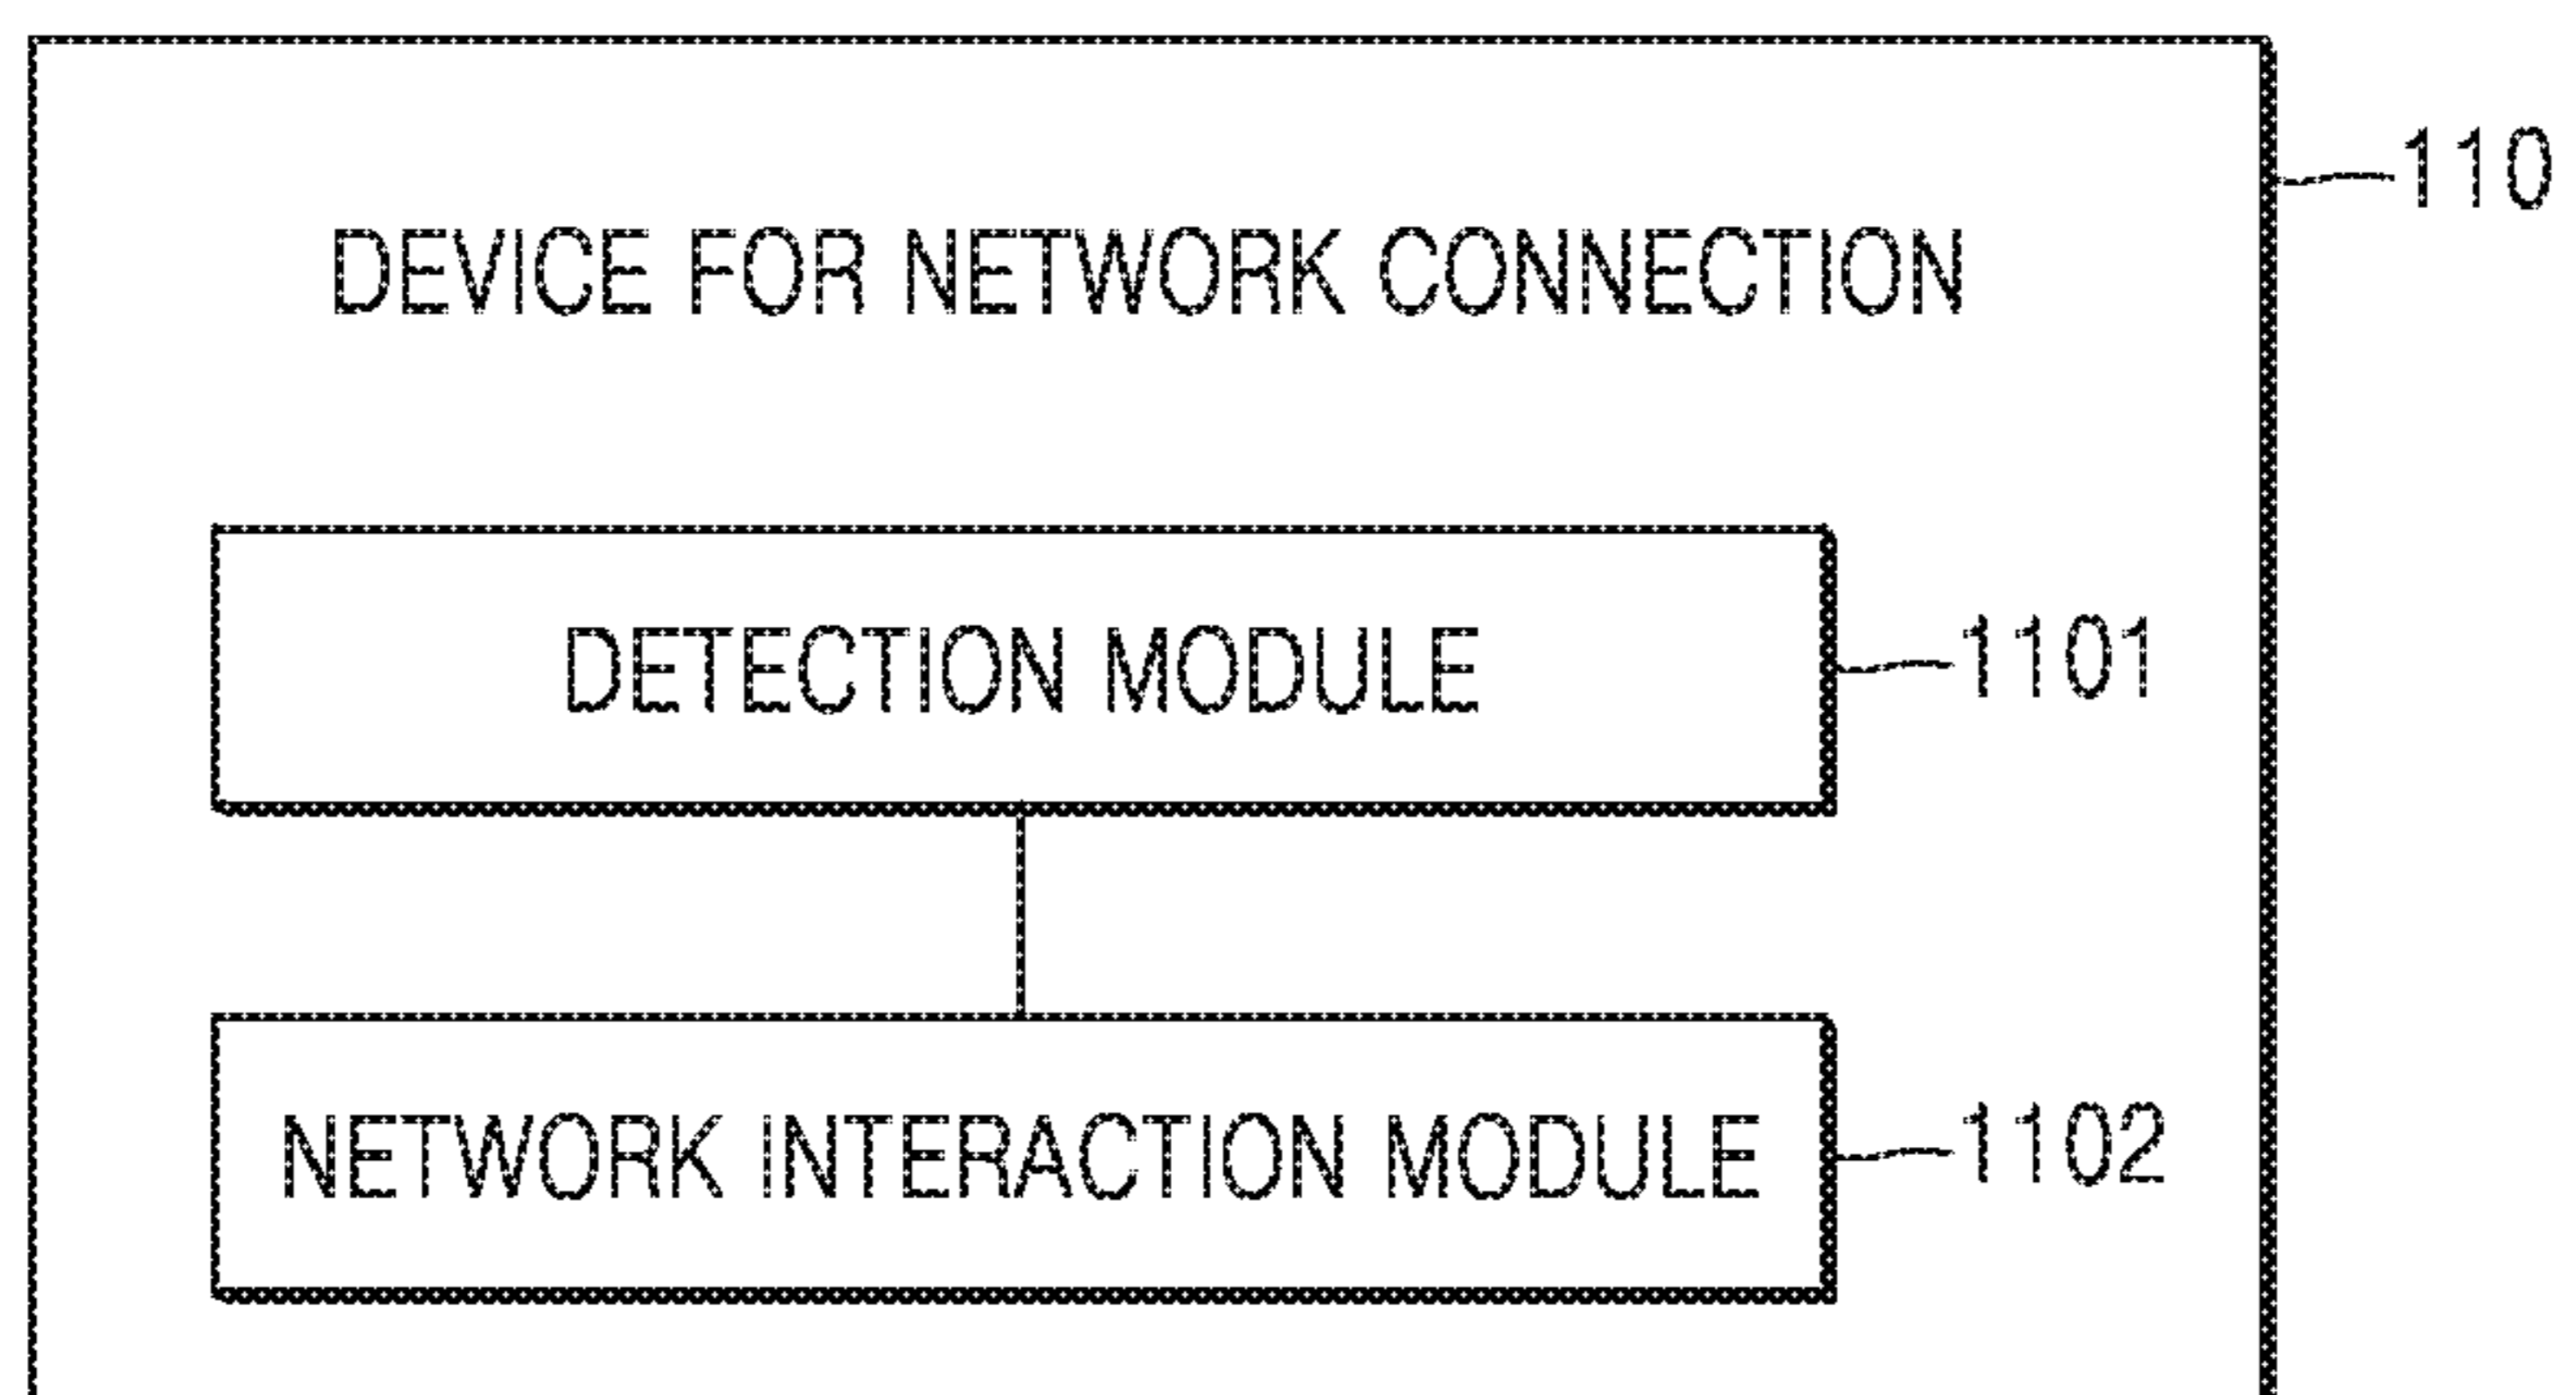 110
DEVICE FOR NETWORK CONNECTION
DETECTION MODULE
1101
NETWORK INTERACTION MODULE
1102